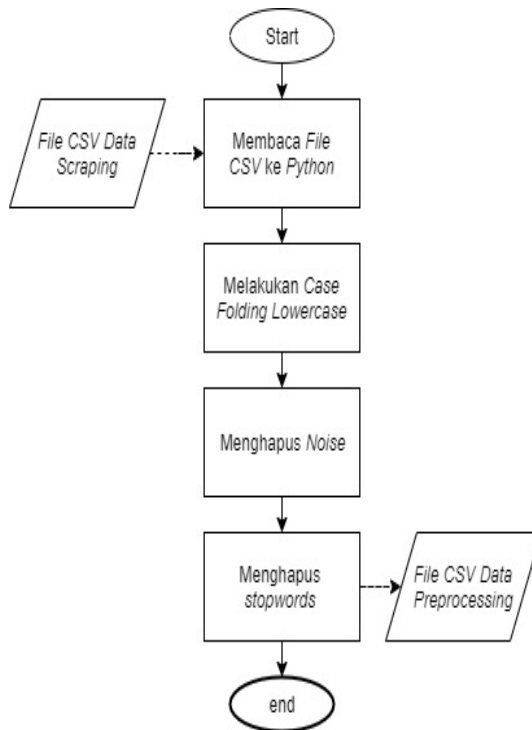 Start
File CSV Data
Scraping
Membaca File
CSV ke Python
Melakukan Case
Folding Lowercase
Menghapus Noise
Menghapus
stopwords
File CSV Data
Preprocessing
end